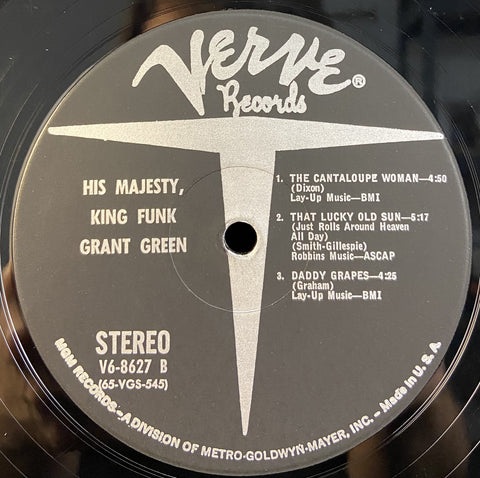 VERVE®
Records
HIS MAJESTY,
KING FUNK
GRANT GREEN
1. THE CANTALOUPE WOMAN—4:50
(Dixon)
Lay-Up Music—BMI
2. THAT LUCKY OLD SUN—5:17
(Just Rolls Around Heaven
All Day)
(Smith-Gillespie)
Robbins Music—ASCAP
3. DADDY GRAPES—4:25
(Graham)
Lay-Up Music—BMI
STEREO
V6-8627 B
(65-VGS-545)
MGM RECORDS—A DIVISION OF METRO-GOLDWYN-MAYER, INC. – Made in U. S. A.